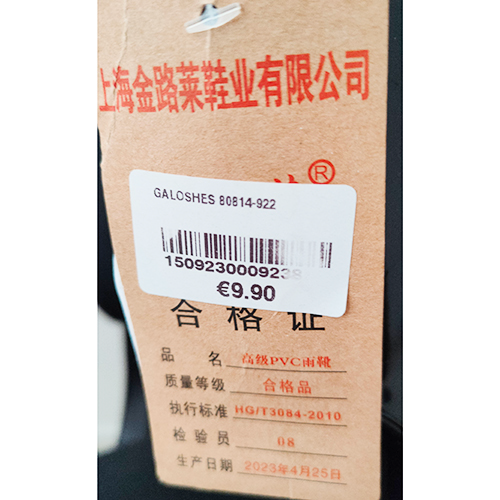 上海金路莱鞋业有限公司
®
GALOSHES 80814-922
1509230009238
€9.90
合格证
品 名 高级PVC雨靴
质量等级 合格品
执行标准 HG/T3084-2010
检验员 08
生产日期 2023年4月25日